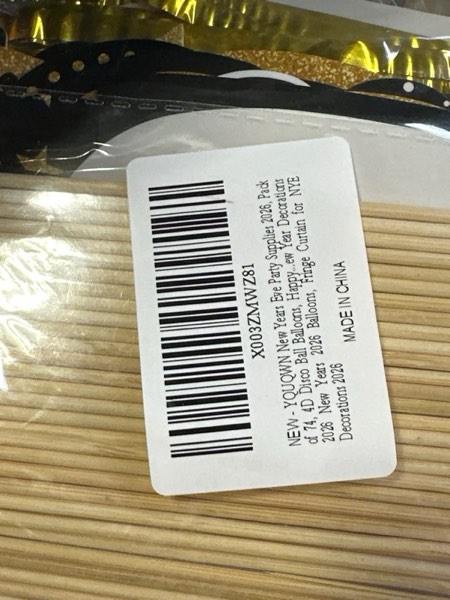 X003ZMWZ81
NEW - YQUQWN New Years Eve Party Supplies 2026, Pack
of 74, 4D Disco Ball Balloons, Happy...ew Year Decorations
2026 New Years 2026 Balloons, Fringe Curtain for NYE
Decorations 2026
MADE IN CHINA